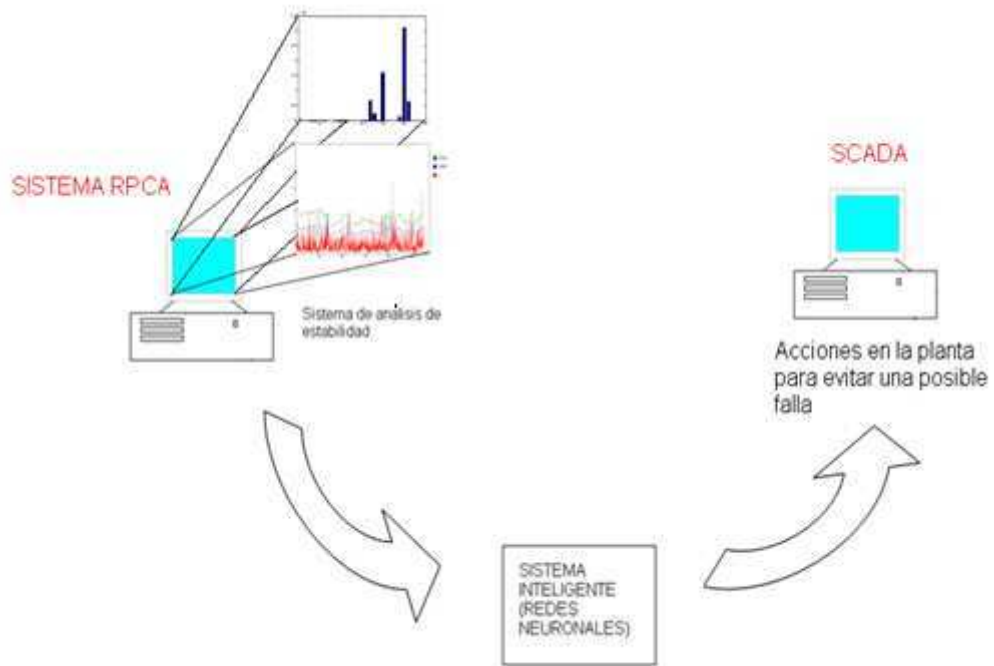 SISTEMA RPCA
Sistema de análisis de
estabilidad
SCADA
Acciones en la planta
para evitar una posible
falla
SISTEMA
INTELIGENTE
(REDES
NEURONALES)